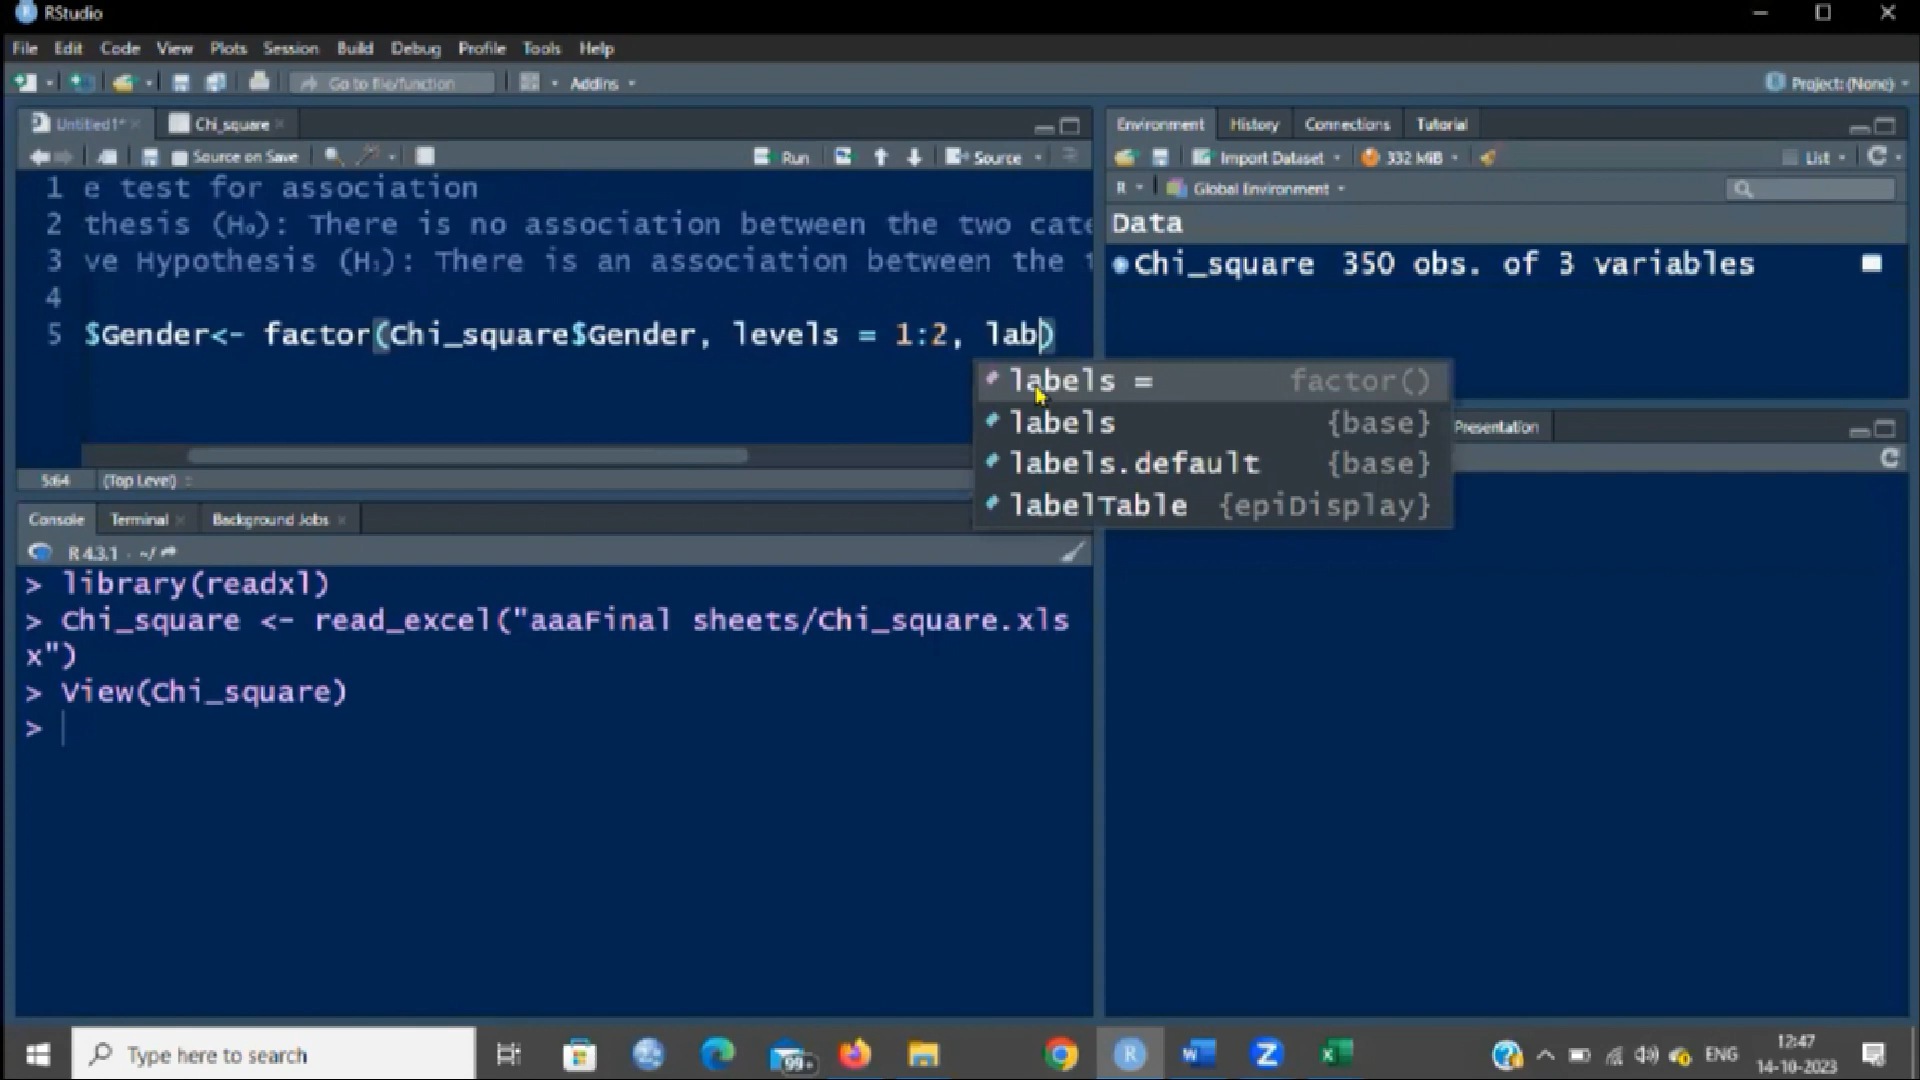 RStudio
File Edit Code View Plots Session Build Debug Profile Tools Help
Go to file/function Addins Project: (None)
Untitled1* Chi_square
Source on Save Run Source
1 e test for association
2 thesis (H₀): There is no association between the two cate
3 ve Hypothesis (H₁): There is an association between the t
4
5 $Gender<- factor(Chi_square$Gender, levels = 1:2, lab)
labels = factor()
labels {base}
labels.default {base}
labelTable {epiDisplay}
5:64 (Top Level)
Environment History Connections Tutorial
Import Dataset 332 MiB List
R Global Environment
Data
Chi_square 350 obs. of 3 variables
Presentation
Console Terminal Background Jobs
R 4.3.1 · ~/
> library(readxl)
> Chi_square <- read_excel("aaaFinal sheets/Chi_square.xls
x")
> View(Chi_square)
>
Type here to search
99+
ENG
12:47
14-10-2023